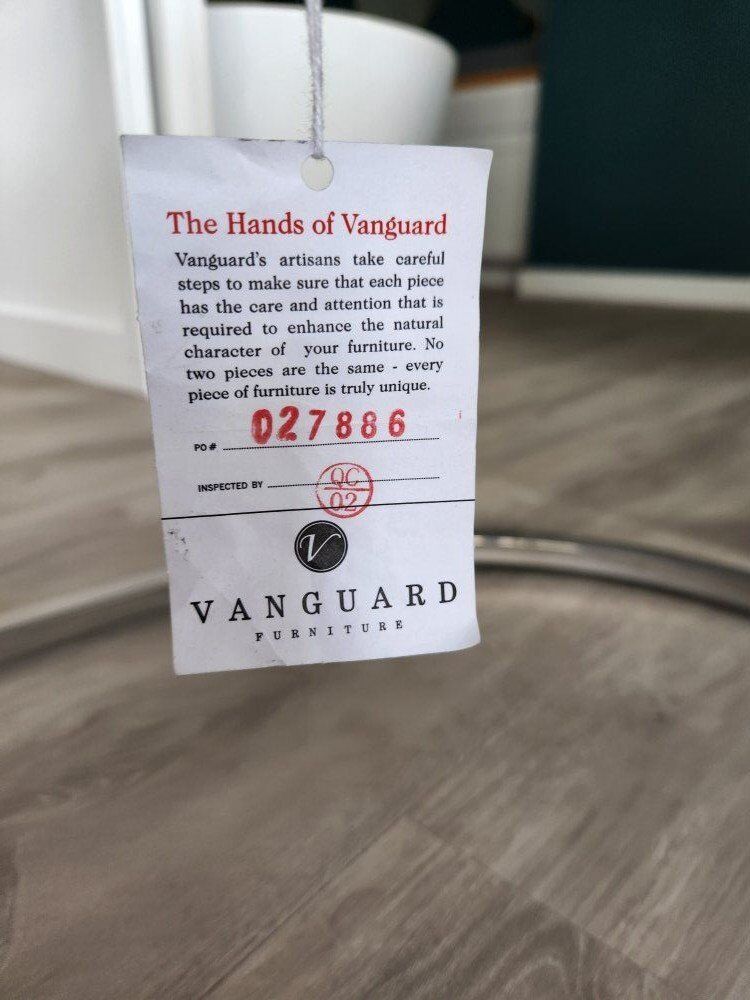 The Hands of Vanguard
Vanguard's artisans take careful
steps to make sure that each piece
has the care and attention that is
required to enhance the natural
character of your furniture. No
two pieces are the same - every
piece of furniture is truly unique.
PO # 027886
INSPECTED BY QC
02
V
VANGUARD
FURNITURE